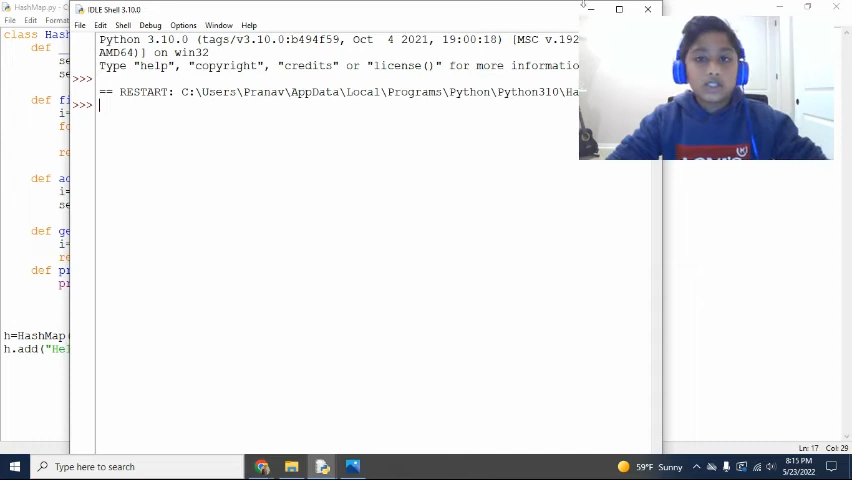 HashMap.py
IDLE Shell 3.10.0
File Edit Format
File Edit Shell Debug Options Window Help
class Hash
def
se
se
def fi
i=
fo
re
def ad
i=
se
def ge
i=
re
def pr
pr
h=HashMap(
h.add("Hel
Python 3.10.0 (tags/v3.10.0:b494f59, Oct 4 2021, 19:00:18) [MSC v.192
AMD64)] on win32
Type "help", "copyright", "credits" or "license()" for more informatio
>>>
== RESTART: C:\Users\Pranav\AppData\Local\Programs\Python\Python310\Ha
>>>
Ln: 17 Col: 29
Type here to search
59°F Sunny
8:15 PM
5/23/2022